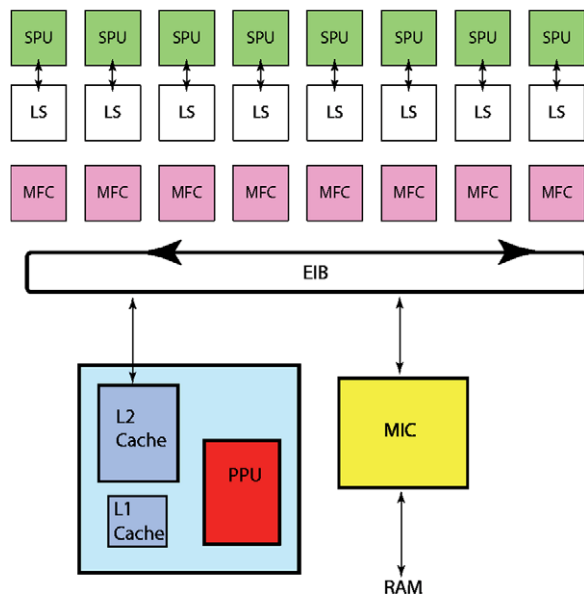 SPU SPU SPU SPU SPU SPU SPU SPU
LS LS LS LS LS LS LS LS
MFC MFC MFC MFC MFC MFC MFC MFC
EIB
L2
Cache
PPU
L1
Cache
MIC
RAM